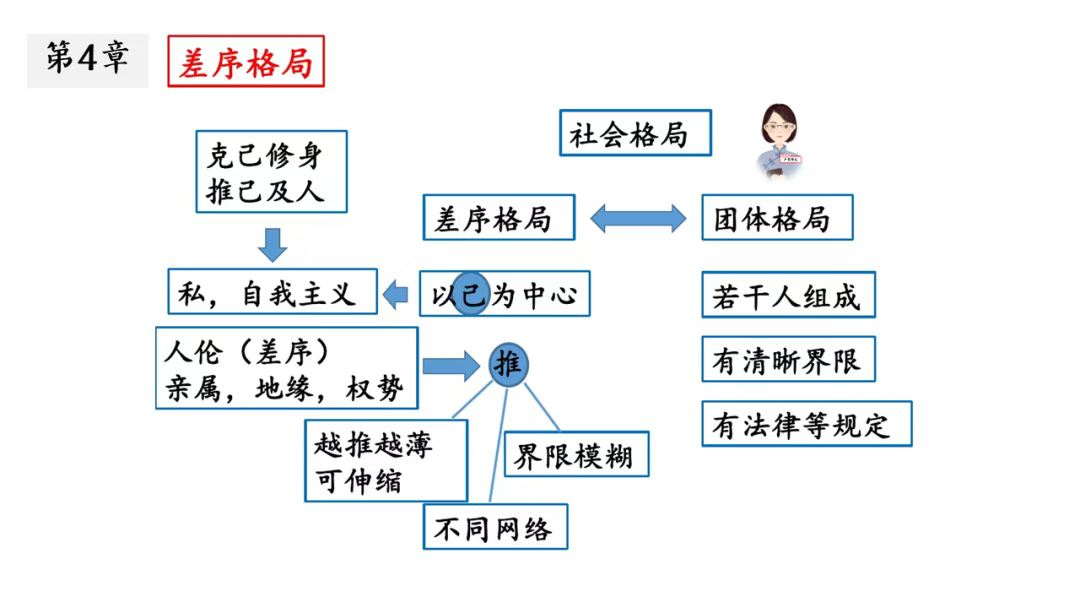 第4章
差序格局
社会格局
克己修身
推己及人
差序格局
团体格局
私，自我主义
以己为中心
若干人组成
人伦（差序）
亲属，地缘，权势
推
有清晰界限
有法律等规定
越推越薄
可伸缩
界限模糊
不同网络